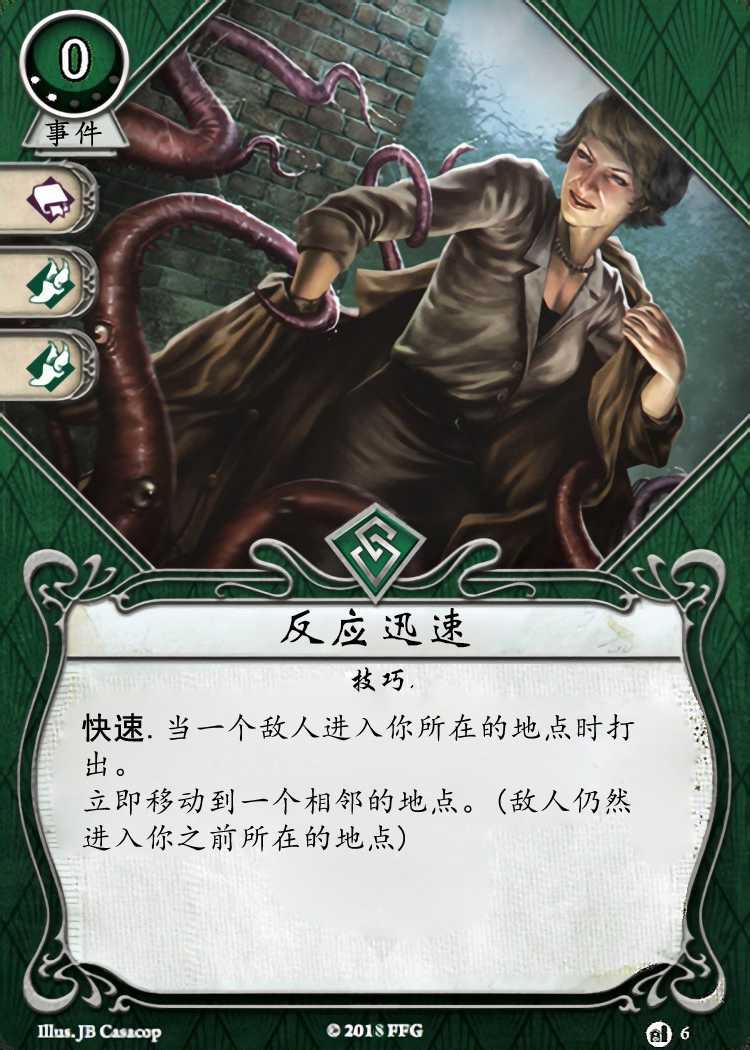 0
事件
反应迅速
技巧.
快速. 当一个敌人进入你所在的地点时打
出。
立即移动到一个相邻的地点。(敌人仍然
进入你之前所在的地点)
Illus. JB Casacop
© 2018 FFG
6